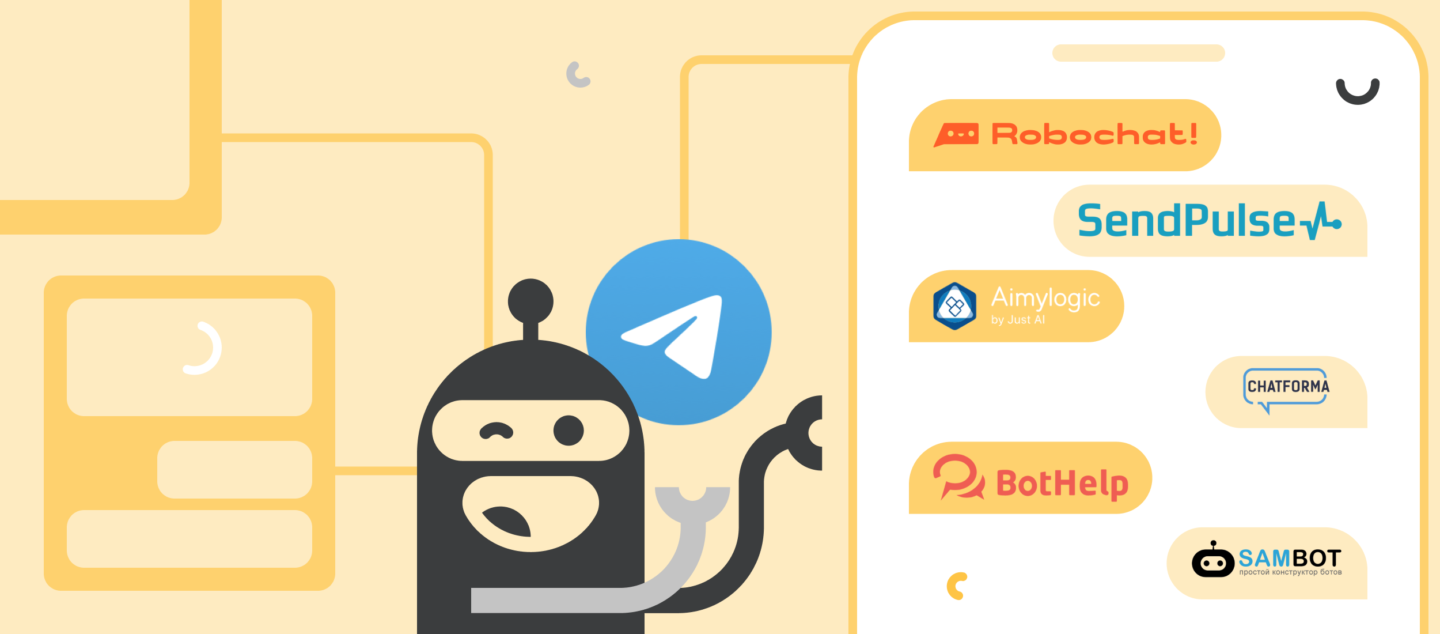 Robochat!
SendPulse
Aimylogic
by Just AI
CHATFORMA
BotHelp
SAMBOT
простой конструктор ботов